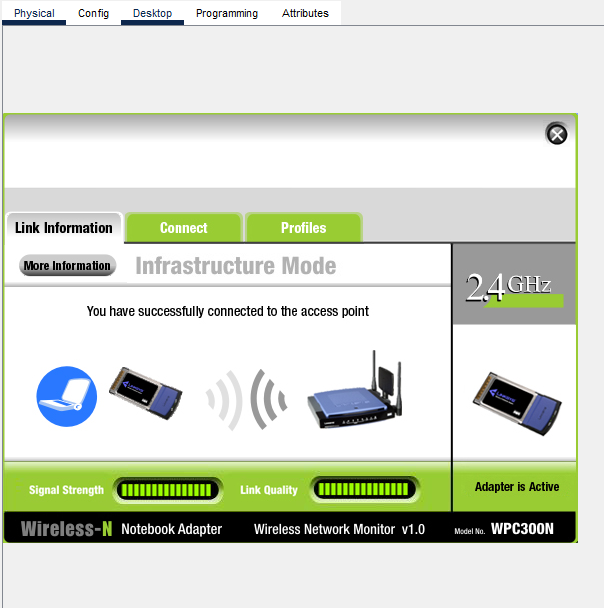 Physical Config Desktop Programming Attributes
Link Information Connect Profiles
More Information Infrastructure Mode
2.4GHz
You have successfully connected to the access point
Signal Strength Link Quality Adapter is Active
Wireless-N Notebook Adapter Wireless Network Monitor v1.0 Model No. WPC300N